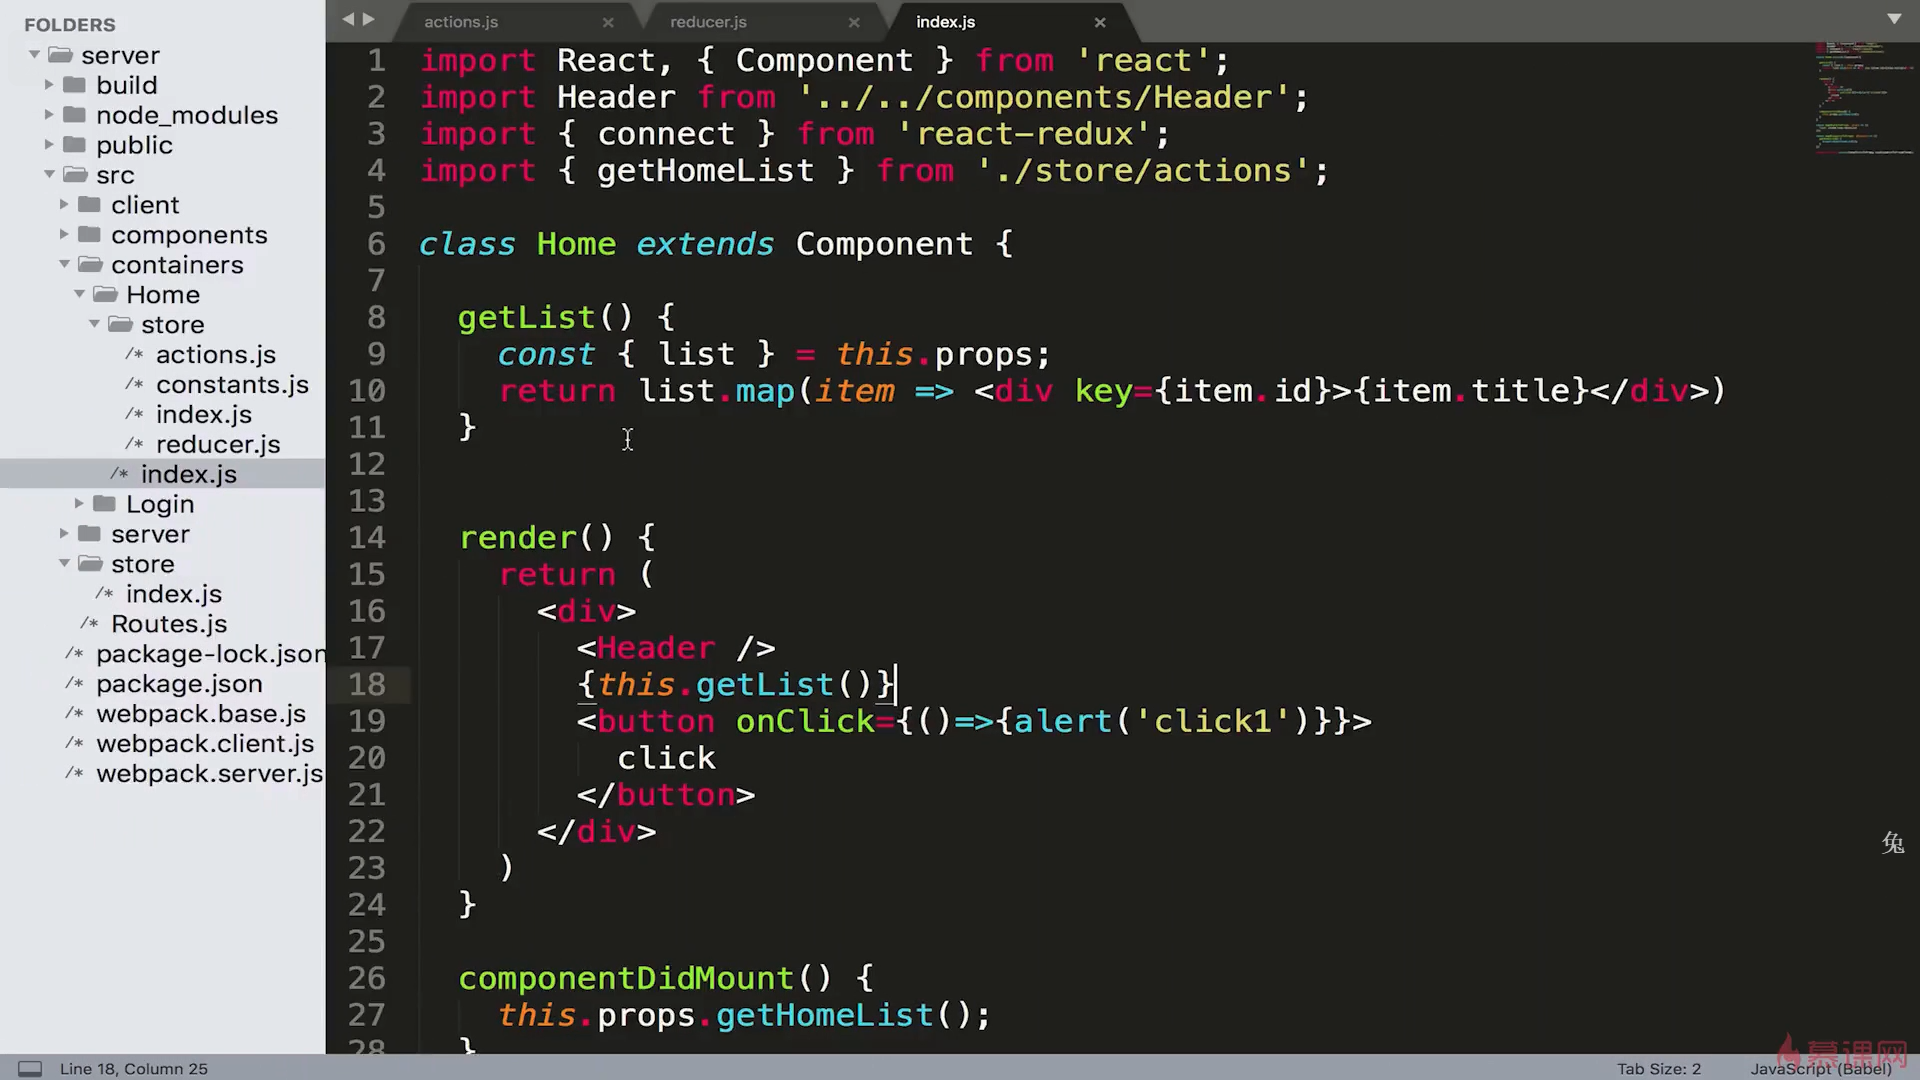 FOLDERS
server
build
node_modules
public
src
client
components
containers
Home
store
/* actions.js
/* constants.js
/* index.js
/* reducer.js
/* index.js
Login
server
store
/* index.js
/* Routes.js
/* package-lock.json
/* package.json
/* webpack.base.js
/* webpack.client.js
/* webpack.server.js
actions.js × reducer.js × index.js ×
1 import React, { Component } from 'react';
2 import Header from '../../components/Header';
3 import { connect } from 'react-redux';
4 import { getHomeList } from './store/actions';
5
6 class Home extends Component {
7
8 getList() {
9 const { list } = this.props;
10 return list.map(item => <div key={item.id}>{item.title}</div>)
11 }
12
13
14 render() {
15 return (
16 <div>
17 <Header />
18 {this.getList()}
19 <button onClick={()=>{alert('click1')}}>
20 click
21 </button>
22 </div>
23 )
24 }
25
26 componentDidMount() {
27 this.props.getHomeList();
28 }
兔
慕课网
Line 18, Column 25
Tab Size: 2
JavaScript (Babel)